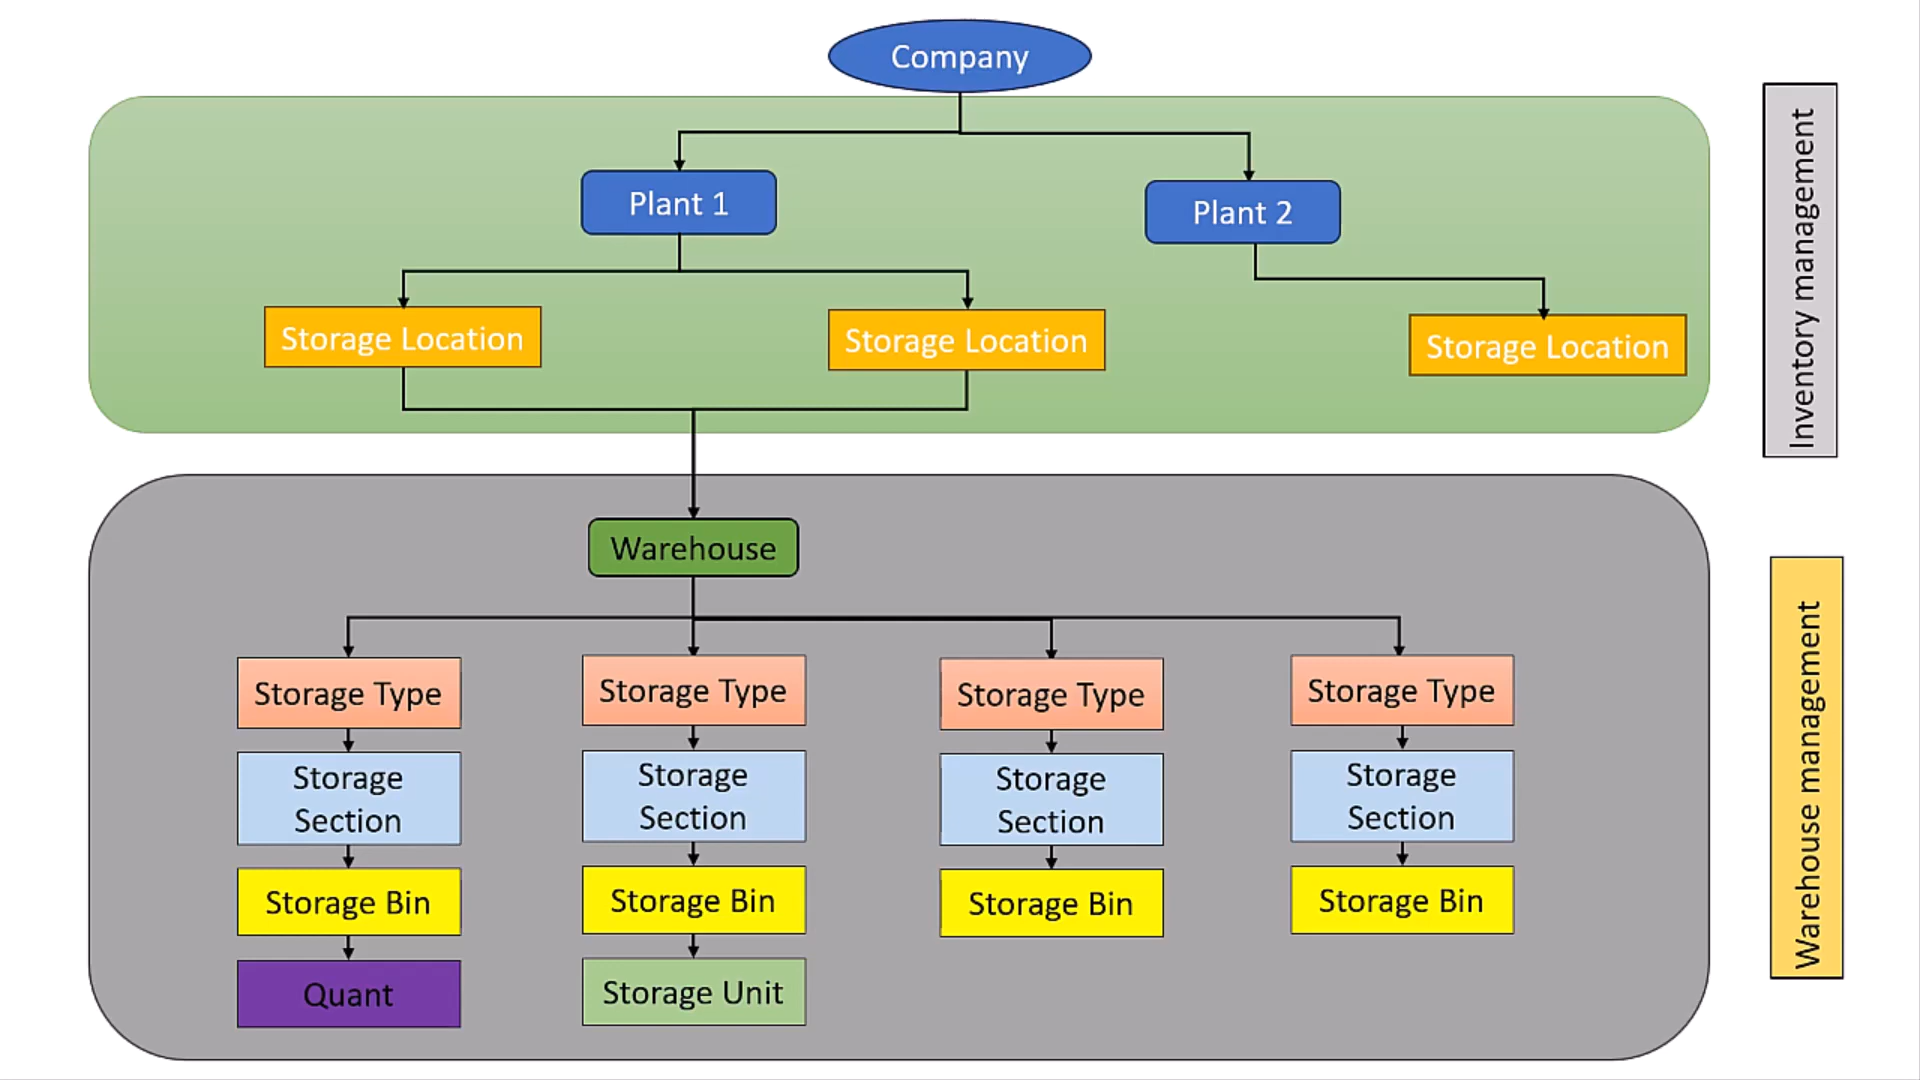 Company
Plant 1
Plant 2
Storage Location
Storage Location
Storage Location
Inventory management
Warehouse
Storage Type
Storage Type
Storage Type
Storage Type
Storage
Section
Storage
Section
Storage
Section
Storage
Section
Storage Bin
Storage Bin
Storage Bin
Storage Bin
Quant
Storage Unit
Warehouse management